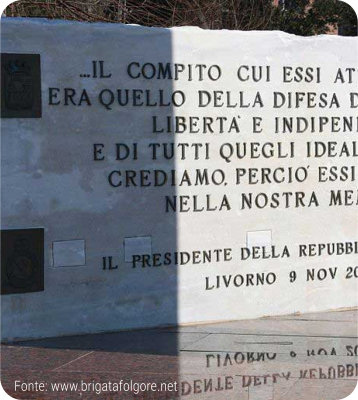 ...IL COMPITO CUI ESSI AT
ERA QUELLO DELLA DIFESA D
LIBERTA' E INDIPEN
E DI TUTTI QUEGLI IDEAL
CREDIAMO. PERCIO' ESSI
NELLA NOSTRA ME
IL PRESIDENTE DELLA REPUBB
LIVORNO 9 NOV 20
Fonte: www.brigatafolgore.net